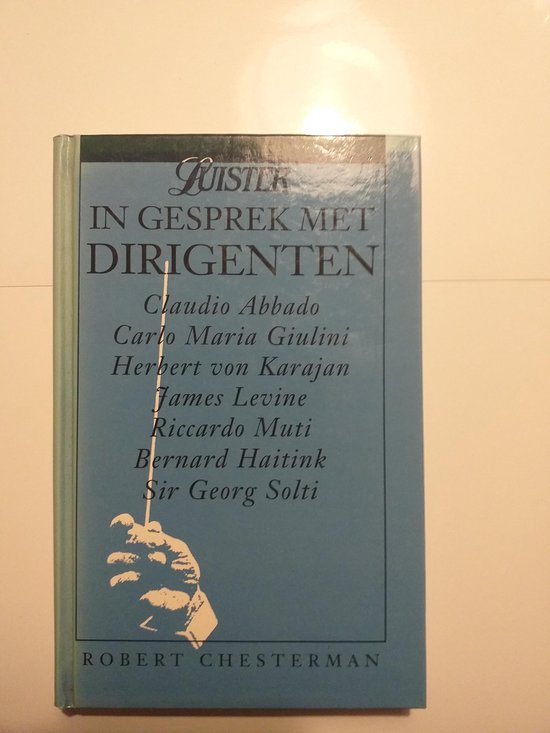 LUISTER
IN GESPREK MET
DIRIGENTEN
Claudio Abbado
Carlo Maria Giulini
Herbert von Karajan
James Levine
Riccardo Muti
Bernard Haitink
Sir Georg Solti
ROBERT CHESTERMAN